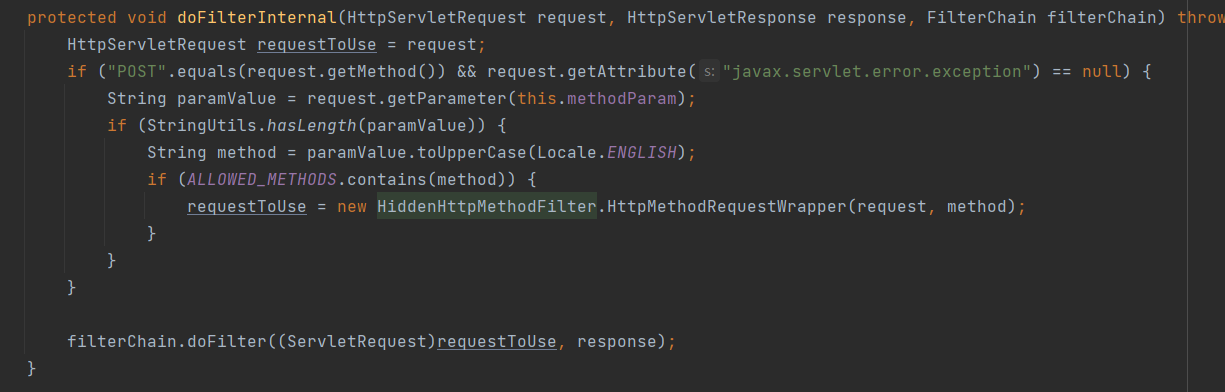 protected void doFilterInternal(HttpServletRequest request, HttpServletResponse response, FilterChain filterChain) throw
HttpServletRequest requestToUse = request;
if ("POST".equals(request.getMethod()) && request.getAttribute( s: "javax.servlet.error.exception") == null) {
String paramValue = request.getParameter(this.methodParam);
if (StringUtils.hasLength(paramValue)) {
String method = paramValue.toUpperCase(Locale.ENGLISH);
if (ALLOWED_METHODS.contains(method)) {
requestToUse = new HiddenHttpMethodFilter.HttpMethodRequestWrapper(request, method);
}
}
}
filterChain.doFilter((ServletRequest)requestToUse, response);
}